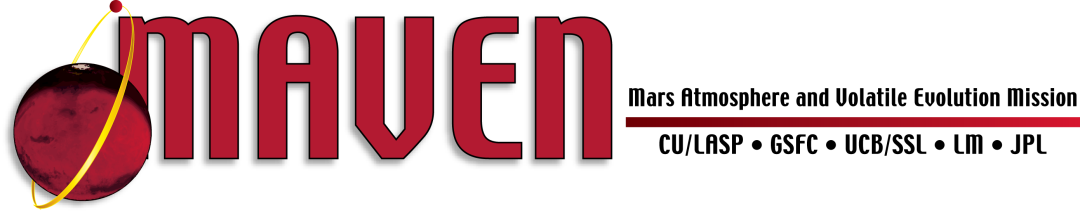 MAVEN
Mars Atmosphere and Volatile Evolution Mission
CU/LASP • GSFC • UCB/SSL • LM • JPL